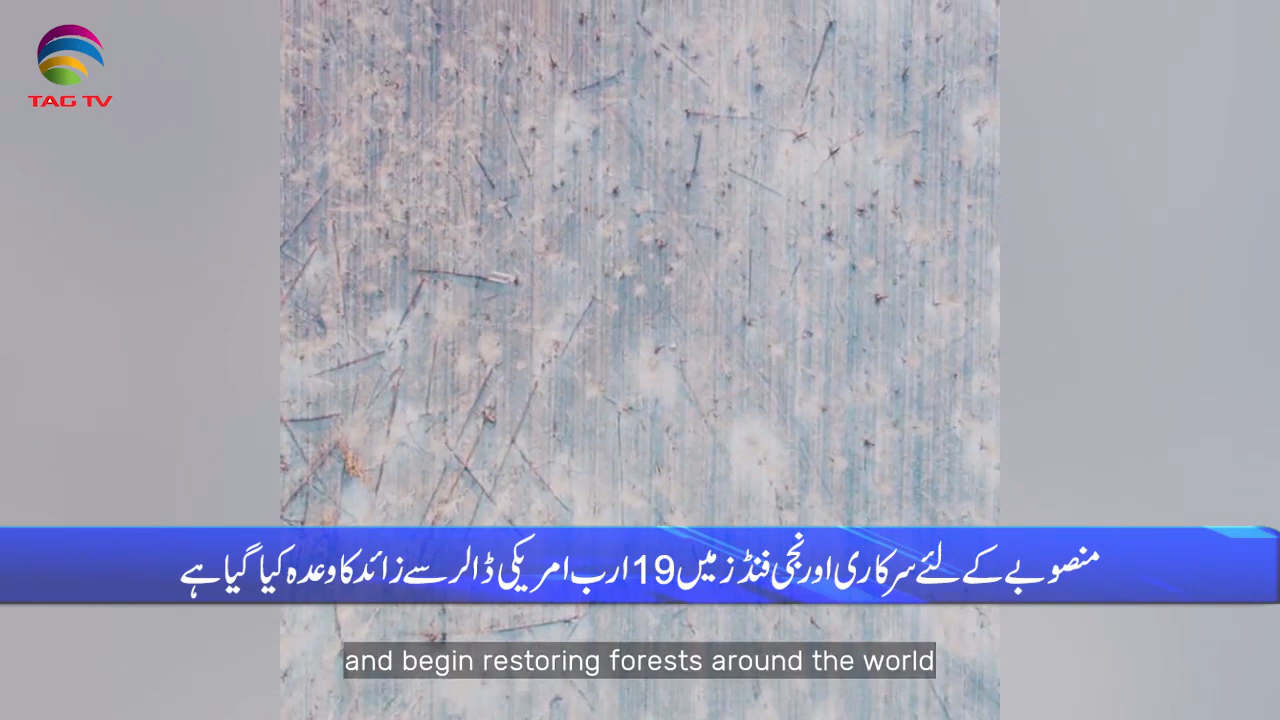 TAG TV
منصوبے کے لئے سرکاری اور نجی فنڈز میں 19 ارب امریکی ڈالر سے زائد کا وعدہ کیا گیا ہے
and begin restoring forests around the world